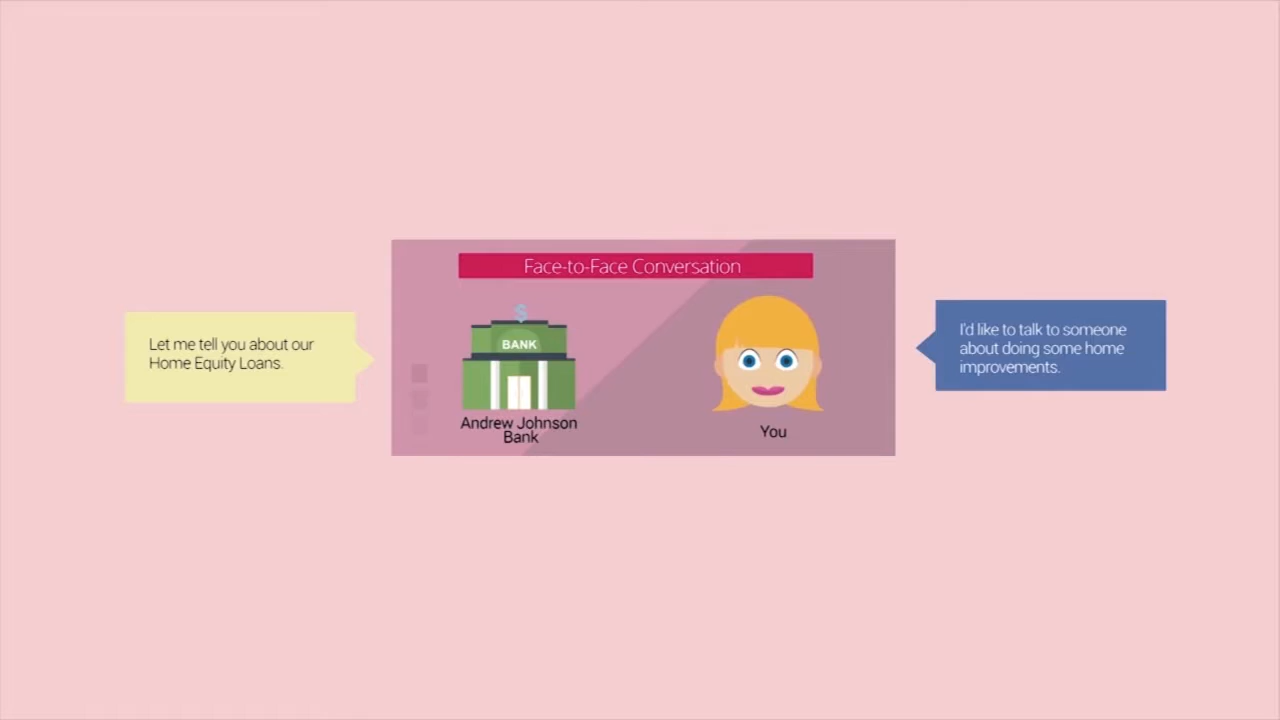 Face-to-Face Conversation
Let me tell you about our
Home Equity Loans.
$
BANK
Andrew Johnson
Bank
You
I'd like to talk to someone
about doing some home
improvements.